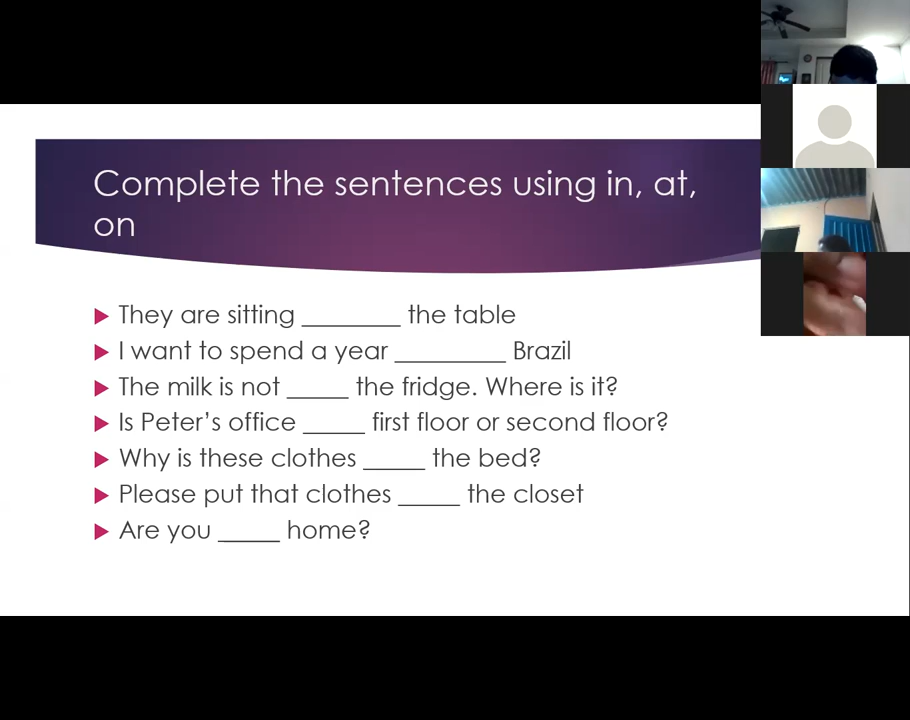 Complete the sentences using in, at,
on
They are sitting ________ the table
I want to spend a year _________ Brazil
The milk is not _____ the fridge. Where is it?
Is Peter’s office _____ first floor or second floor?
Why is these clothes _____ the bed?
Please put that clothes _____ the closet
Are you _____ home?